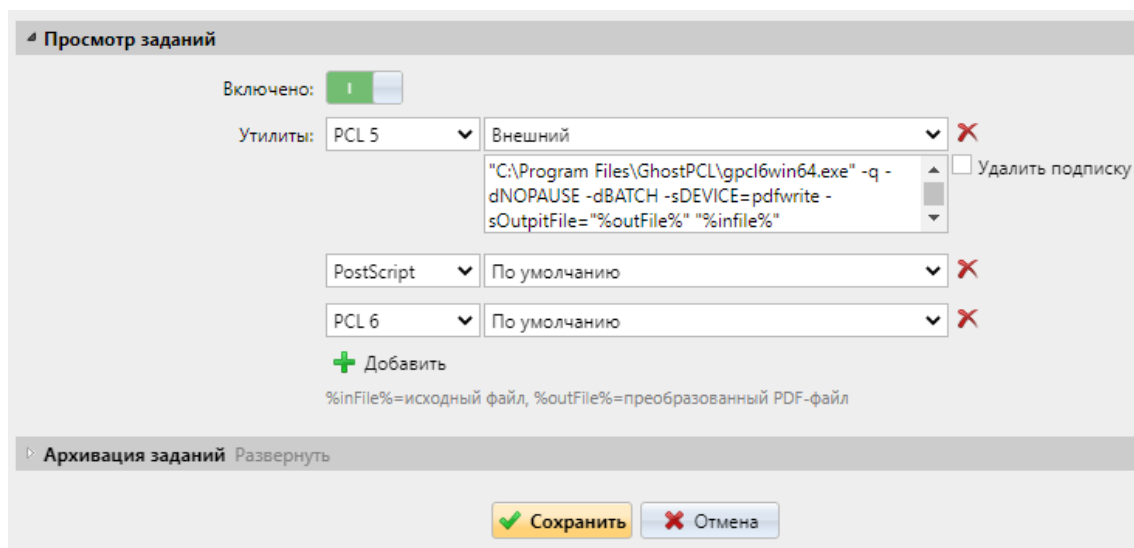 Просмотр заданий
Включено:
Утилиты: PCL 5 Внешний
"C:\Program Files\GhostPCL\gpcl6win64.exe" -q -
dNOPAUSE -dBATCH -sDEVICE=pdfwrite -
sOutpitFile="%outFile%" "%infile%"
Удалить подписку
PostScript По умолчанию
PCL 6 По умолчанию
Добавить
%inFile%=исходный файл, %outFile%=преобразованный PDF-файл
Архивация заданий Развернуть
Сохранить Отмена